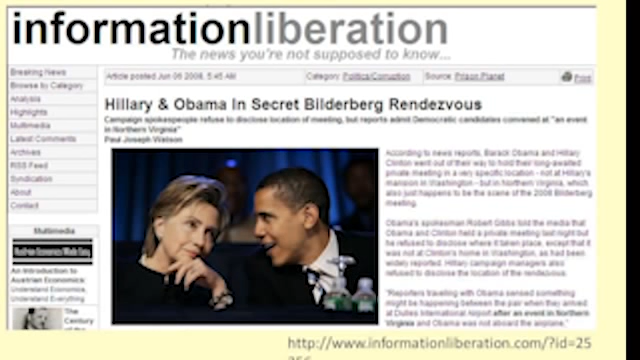 informationliberation
The news you're not supposed to know...
Breaking News
Browse by Category
Analysis
Highlights
Multimedia
Latest Comments
Archives
RSS Feed
Syndication
About
Contact
Multimedia
Austrian Economics Made Easy
An Introduction to
Austrian Economics:
Understand Economics,
Understand Everything
The
Century
of the
Article posted Jun 06 2008, 5:45 AM
Category: Politics/Corruption
Source: Prison Planet
Print
Hillary & Obama In Secret Bilderberg Rendezvous
Campaign spokespeople refuse to disclose location of meeting, but reports admit Democratic candidates convened at "an event
in Northern Virginia"
Paul Joseph Watson
According to news reports, Barack Obama and Hillary
Clinton went out of their way to hold their long-awaited
private meeting in a very specific location - not at Hillary's
mansion in Washington - but in Northern Virginia, which
also just happens to be the scene of the 2008 Bilderberg
meeting.
Obama's spokesman Robert Gibbs told the media that
Obama and Clinton held a private meeting last night but
he refused to disclose where it taken place, except that it
was not at Clinton's home in Washington, as had been
widely reported. Hillary campaign managers also
refused to disclose the location of the rendezvous.
"Reporters traveling with Obama sensed something
might be happening between the pair when they arrived
at Dulles International Airport after an event in Northern
Virginia and Obama was not aboard the airplane,"
http://www.informationliberation.com/?id=25